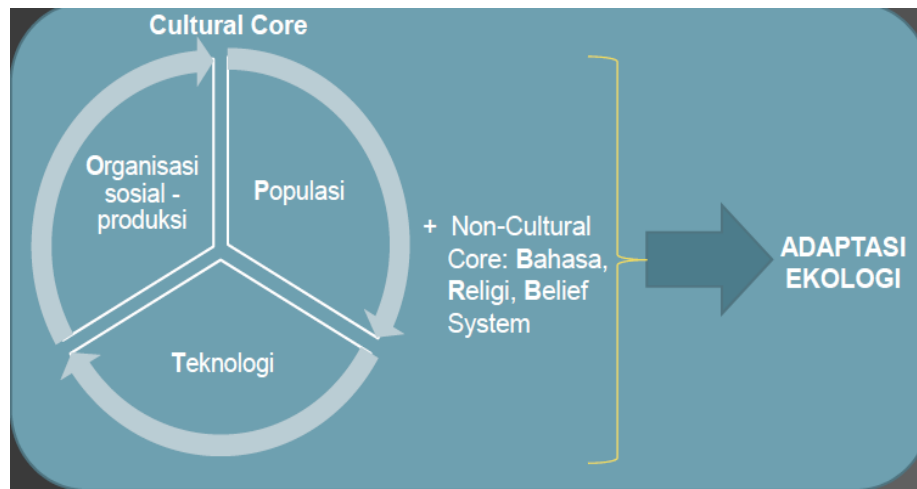 Cultural Core
Organisasi
sosial -
produksi
Populasi
Teknologi
+ Non-Cultural
Core: Bahasa,
Religi, Belief
System
ADAPTASI
EKOLOGI